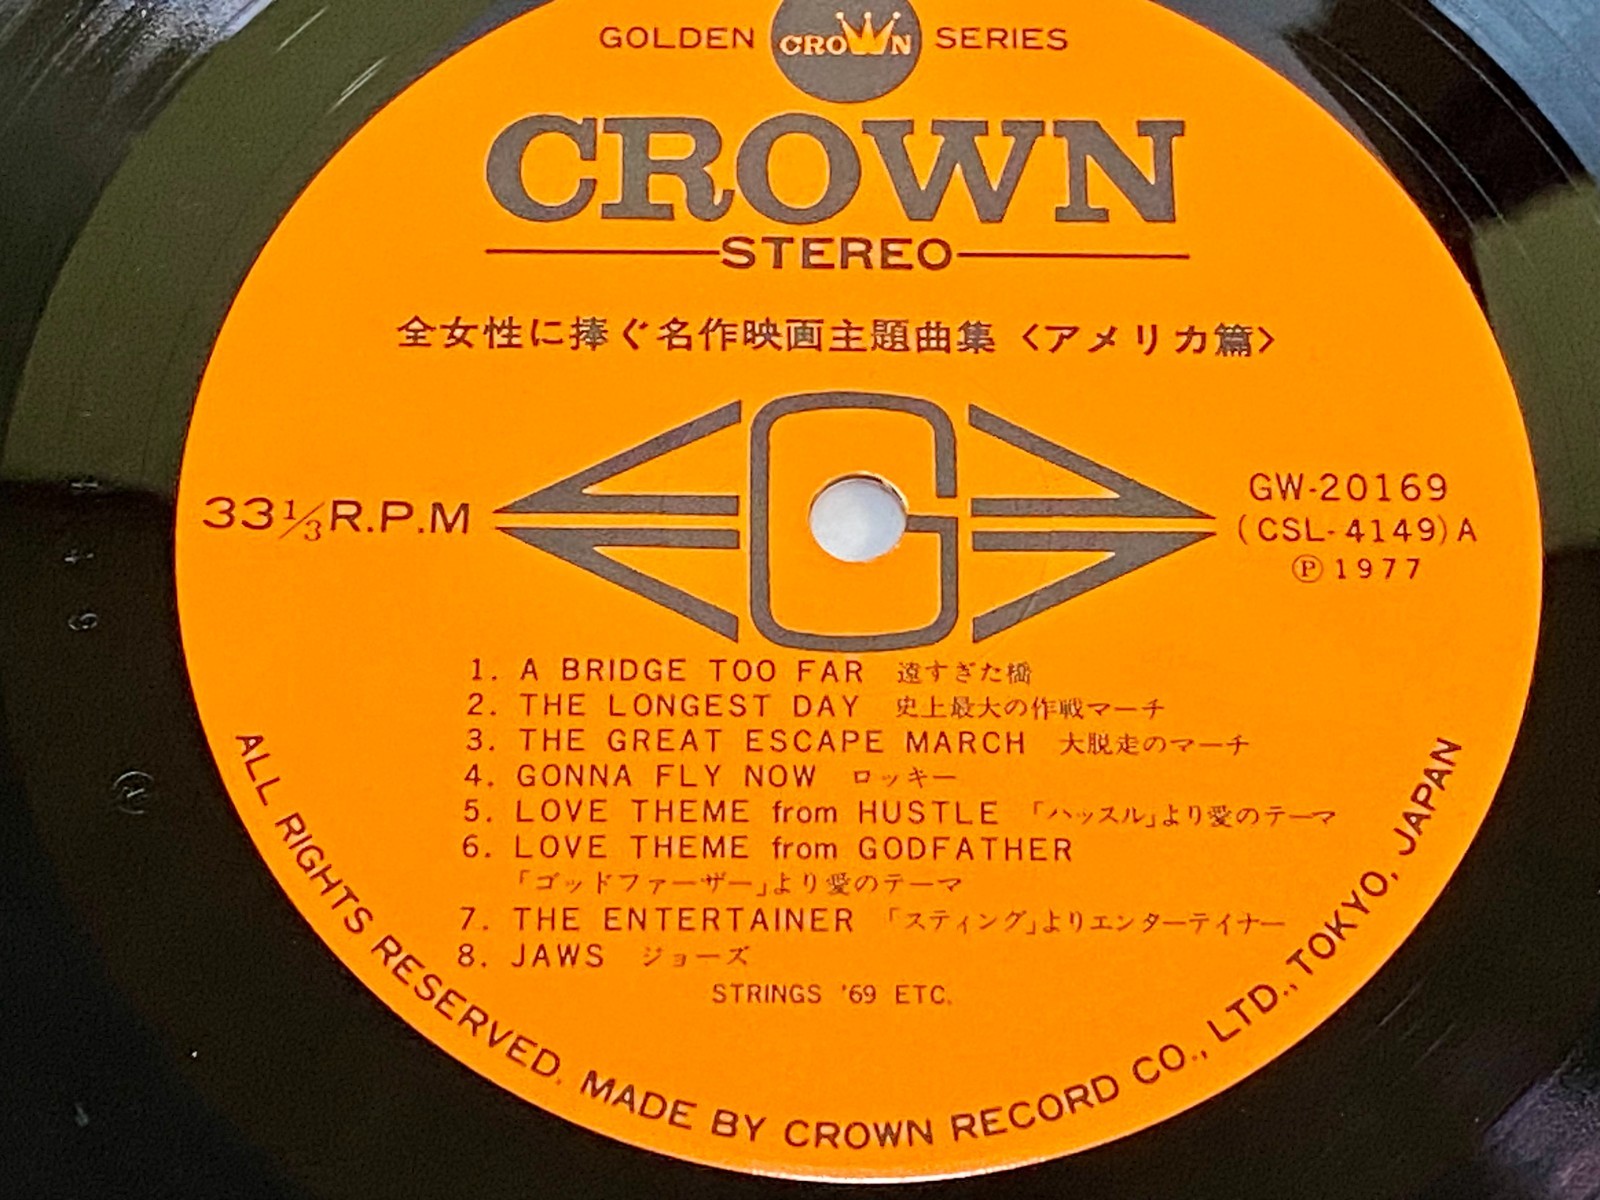 GOLDEN CROWN SERIES
CROWN
STEREO
全女性に捧ぐ名作映画主題曲集〈アメリカ篇〉
33⅓ R.P.M
G
GW-20169
(CSL-4149) A
Ⓟ1977
1. A BRIDGE TOO FAR 遠すぎた橋
2. THE LONGEST DAY 史上最大の作戦マーチ
3. THE GREAT ESCAPE MARCH 大脱走のマーチ
4. GONNA FLY NOW ロッキー
5. LOVE THEME from HUSTLE 「ハッスル」より愛のテーマ
6. LOVE THEME from GODFATHER
「ゴッドファーザー」より愛のテーマ
7. THE ENTERTAINER 「スティング」よりエンターテイナー
8. JAWS ジョーズ
STRINGS '69 ETC.
ALL RIGHTS RESERVED. MADE BY CROWN RECORD CO., LTD., TOKYO, JAPAN